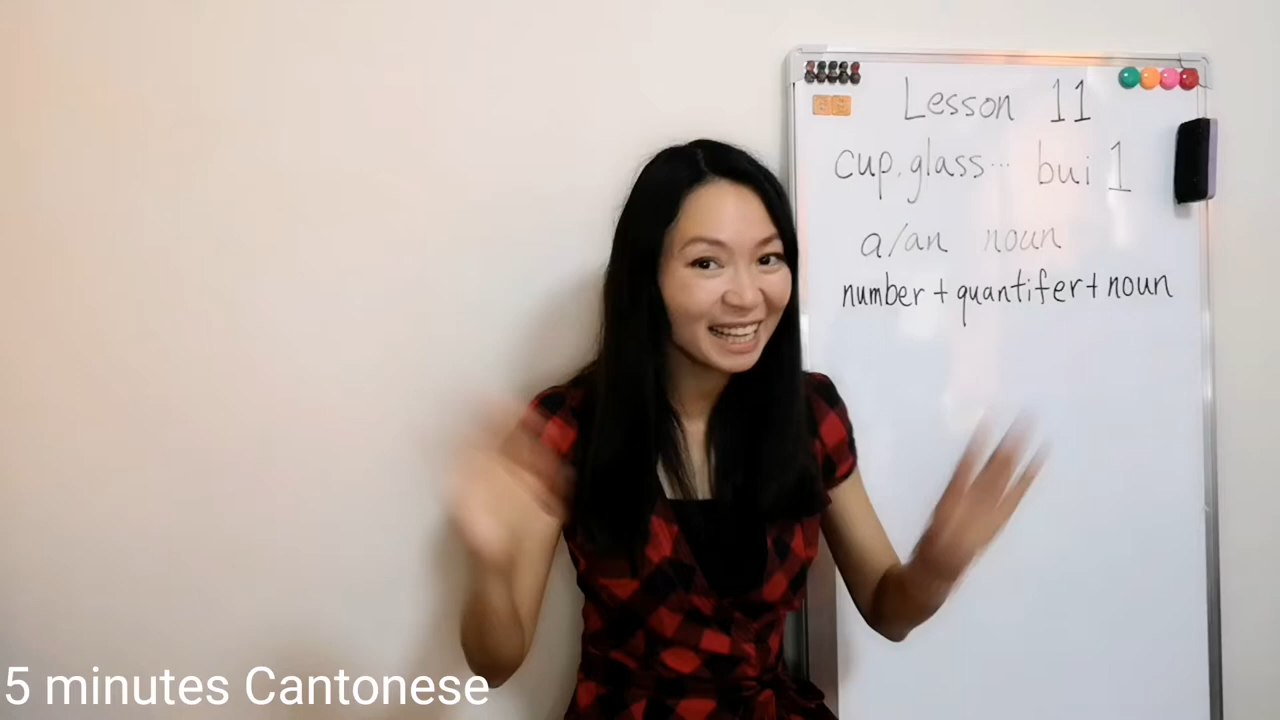 Lesson 11
cup.glass... bui 1
a/an noun
number + quantifer + noun
5 minutes Cantonese